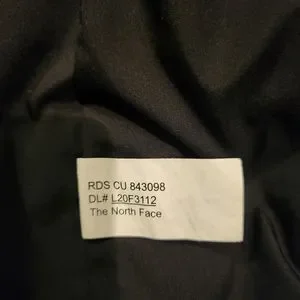 RDS CU 843098
DL# L20F3112
The North Face